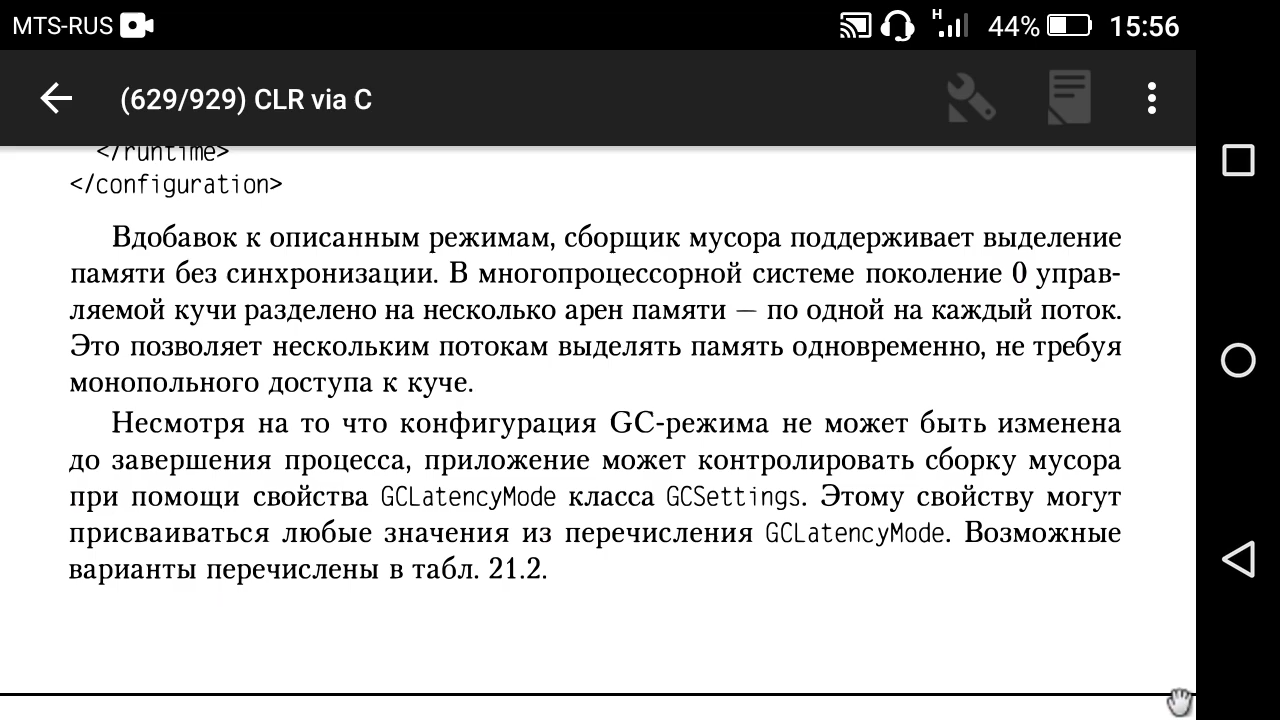 MTS-RUS
H 44% 15:56
(629/929) CLR via C
</runtime>
</configuration>
Вдобавок к описанным режимам, сборщик мусора поддерживает выделение
памяти без синхронизации. В многопроцессорной системе поколение 0 управ-
ляемой кучи разделено на несколько арен памяти — по одной на каждый поток.
Это позволяет нескольким потокам выделять память одновременно, не требуя
монопольного доступа к куче.
Несмотря на то что конфигурация GC-режима не может быть изменена
до завершения процесса, приложение может контролировать сборку мусора
при помощи свойства GCLatencyMode класса GCSettings. Этому свойству могут
присваиваться любые значения из перечисления GCLatencyMode. Возможные
варианты перечислены в табл. 21.2.